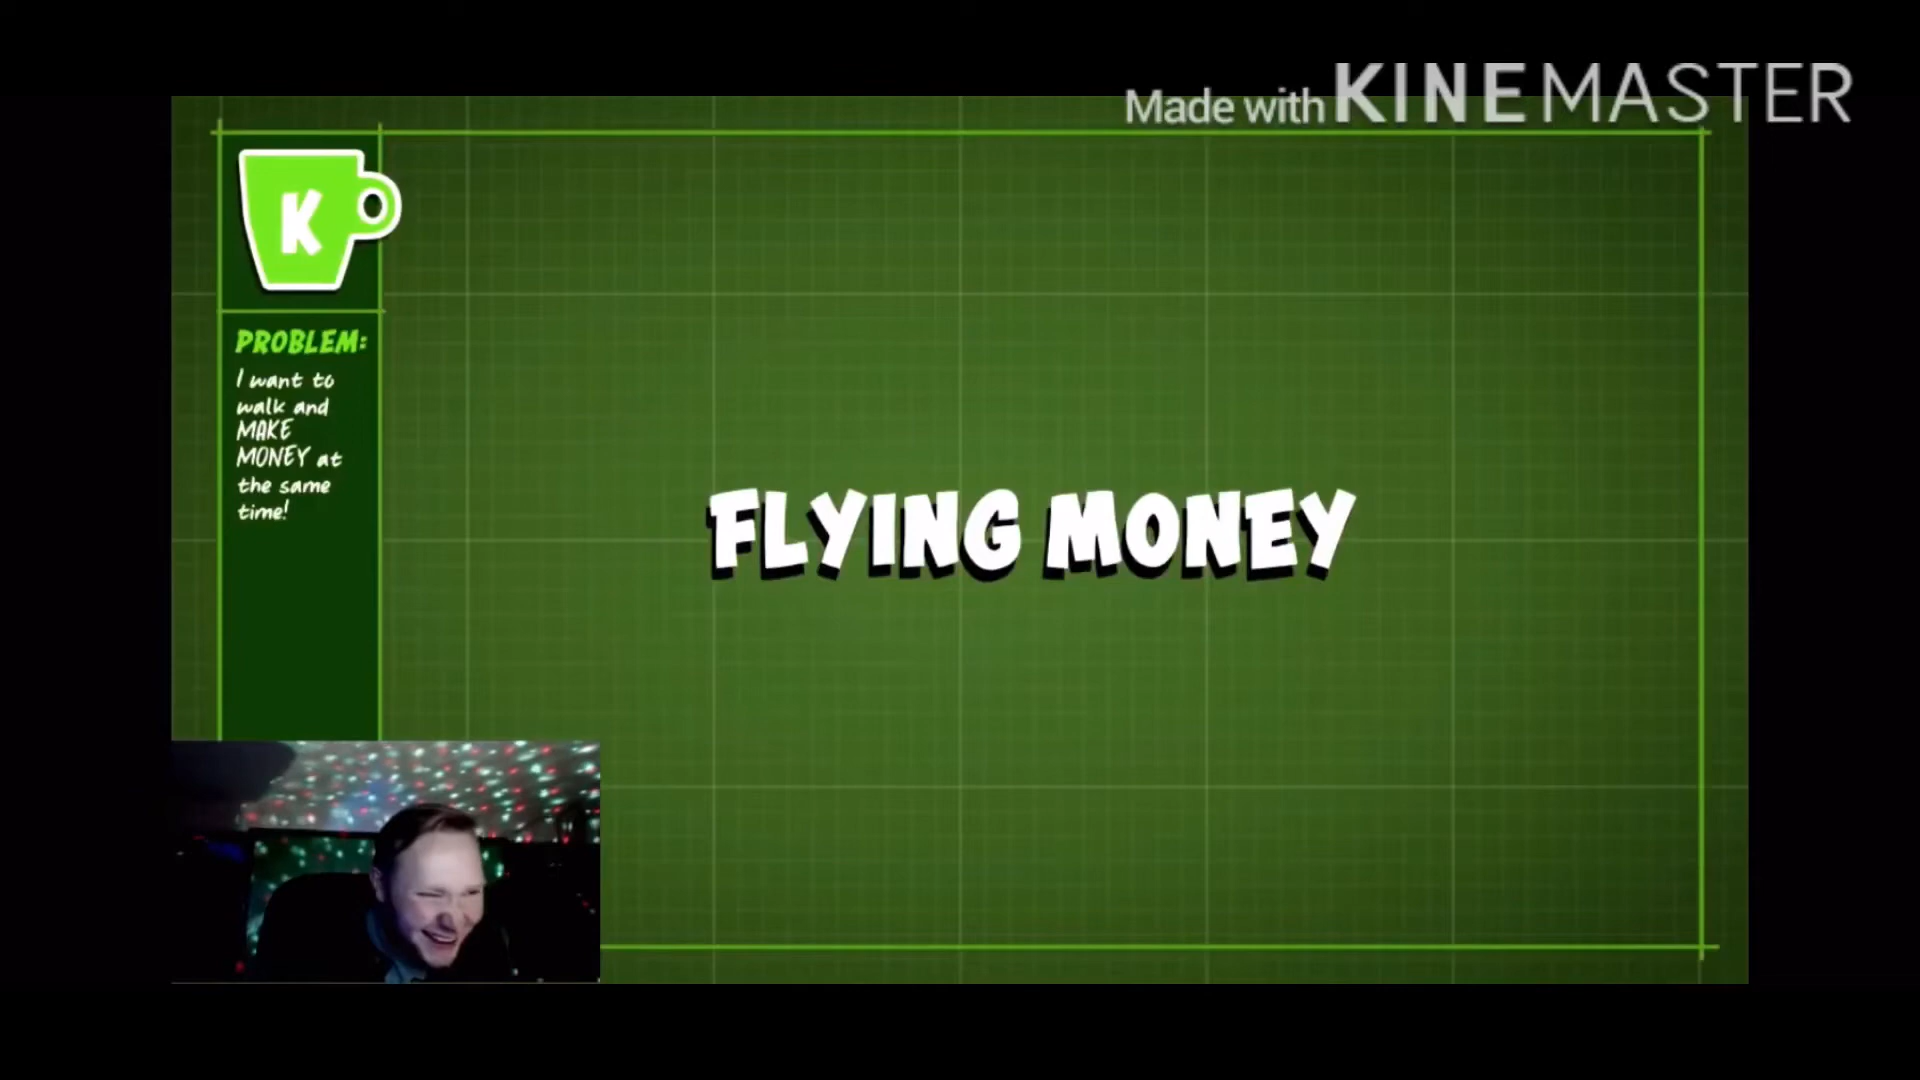 Made with KINEMASTER
K
PROBLEM:
I want to
walk and
MAKE
MONEY at
the same
time!
FLYING MONEY